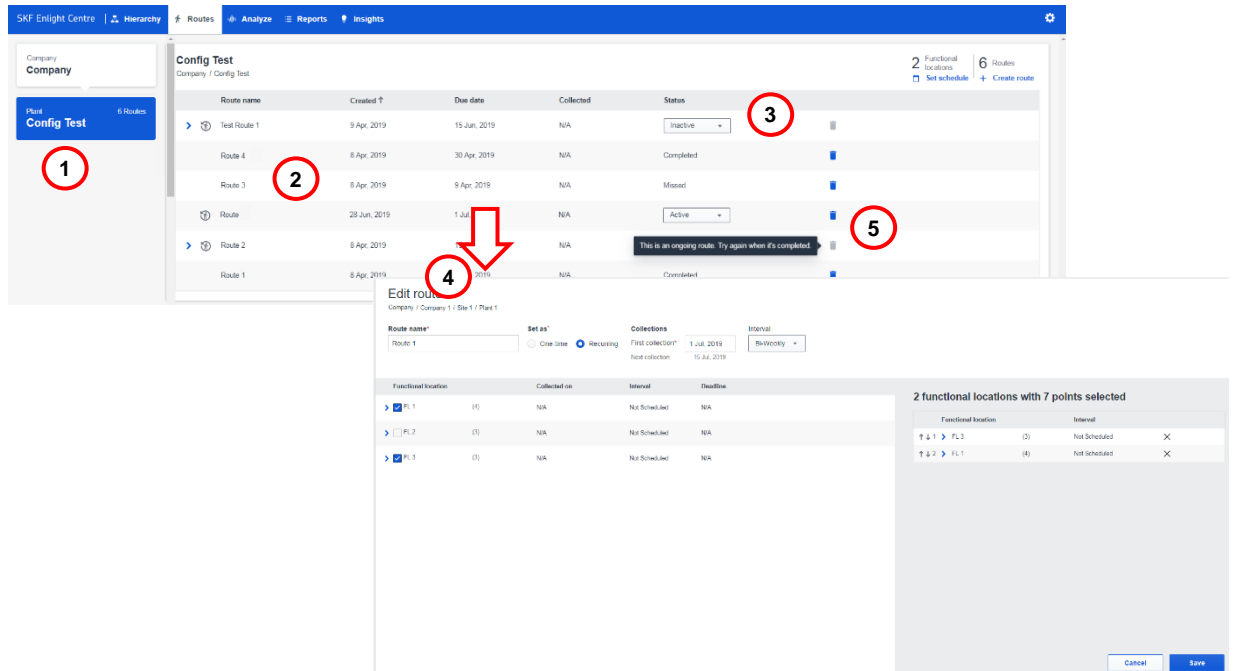 SKF Enlight Centre | Hierarchy Routes Analyze Reports Insights
Company
Company
Plant 6 Routes
Config Test
1
Config Test
Company / Config Test
2 Functional locations 6 Routes
Set schedule + Create route
Route name Created ↑ Due date Collected Status
Test Route 1 9 Apr, 2019 15 Jun, 2019 N/A Inactive
3
Route 4 8 Apr, 2019 30 Apr, 2019 N/A Completed
Route 3 8 Apr, 2019 9 Apr, 2019 N/A Missed
2
Route 28 Jun, 2019 1 Jul, N/A Active
5
Route 2 8 Apr, 2019 N/A This is an ongoing route. Try again when it's completed.
Route 1 8 Apr, 2019 2019 N/A Completed
4
Edit route
Company / Company 1 / Site 1 / Plant 1
Route name* Set as* Collections Interval
Route 1 One-time Recurring First collection* 1 Jul, 2019 Bi-Weekly
Next collection: 15 Jul, 2019
Functional location Collected on Interval Deadline
FL 1 (4) N/A Not Scheduled N/A
FL 2 (3) N/A Not Scheduled N/A
FL 3 (3) N/A Not Scheduled N/A
2 functional locations with 7 points selected
Functional location Interval
↑ ↓ 1 FL 3 (3) Not Scheduled X
↑ ↓ 2 FL 1 (4) Not Scheduled X
Cancel Save